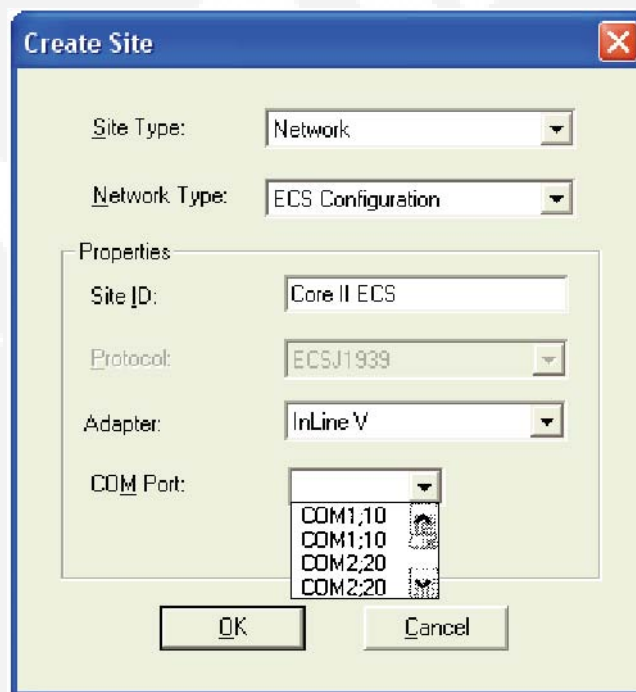 Create Site
Site Type: Network
Network Type: ECS Configuration
Properties
Site ID: Core II ECS
Protocol: ECSJ1939
Adapter: InLine V
COM Port:
COM1;10
COM1;10
COM2;20
COM2;20
OK Cancel